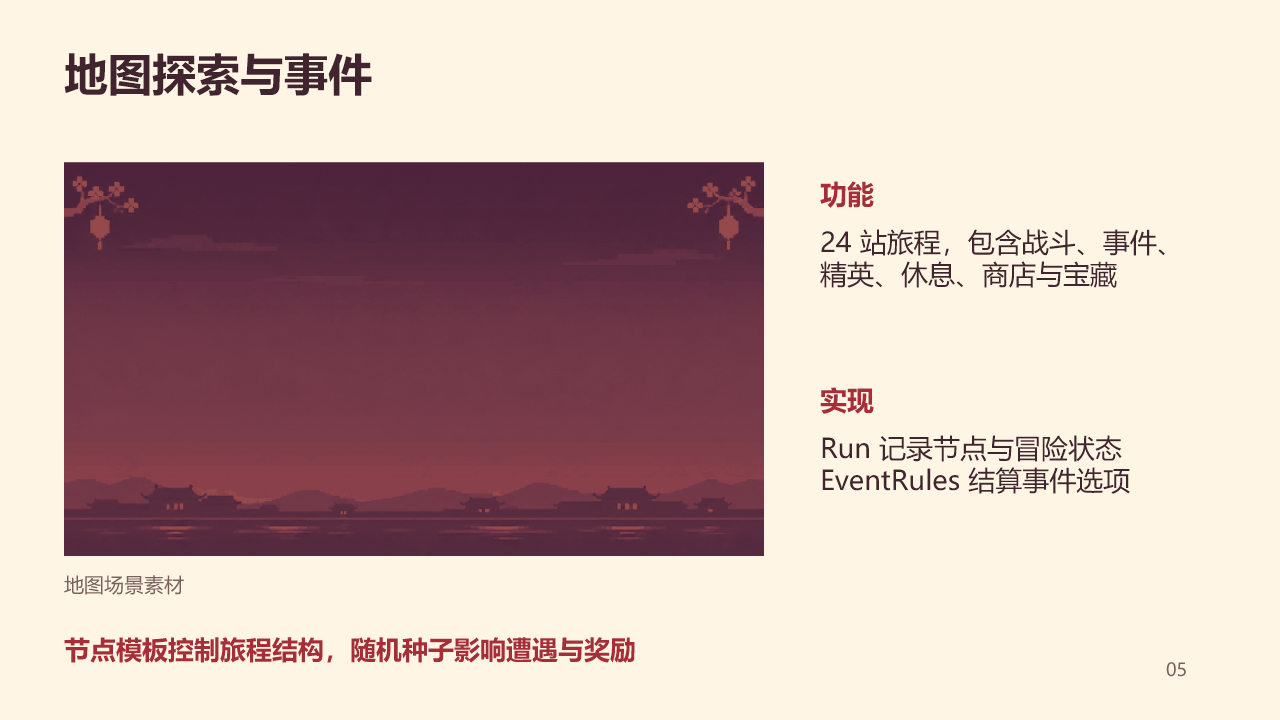 地图探索与事件
功能
24 站旅程，包含战斗、事件、
精英、休息、商店与宝藏
实现
Run 记录节点与冒险状态
EventRules 结算事件选项
地图场景素材
节点模板控制旅程结构，随机种子影响遭遇与奖励
05